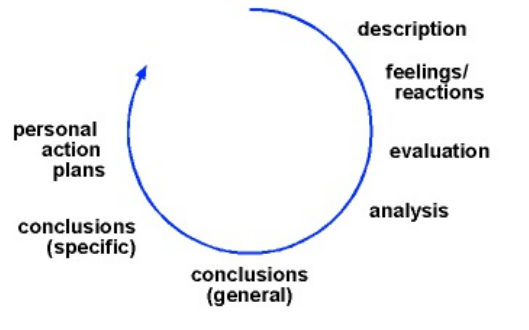 description
feelings/
reactions
evaluation
analysis
conclusions
(general)
conclusions
(specific)
personal
action
plans